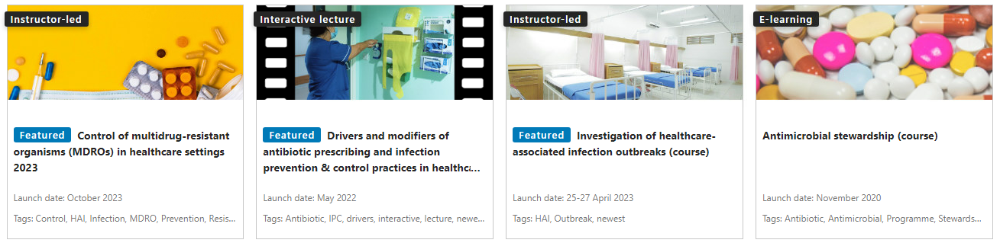 Instructor-led
Featured Control of multidrug-resistant
organisms (MDROs) in healthcare settings
2023
Launch date: October 2023
Tags: Control, HAI, Infection, MDRO, Prevention, Resis...
Interactive lecture
Featured Drivers and modifiers of
antibiotic prescribing and infection
prevention & control practices in healthc...
Launch date: May 2022
Tags: Antibiotic, IPC, drivers, interactive, lecture, newe...
Instructor-led
Featured Investigation of healthcare-
associated infection outbreaks (course)
Launch date: 25-27 April 2023
Tags: HAI, Outbreak, newest
E-learning
Antimicrobial stewardship (course)
Launch date: November 2020
Tags: Antibiotic, Antimicrobial, Programme, Stewards...